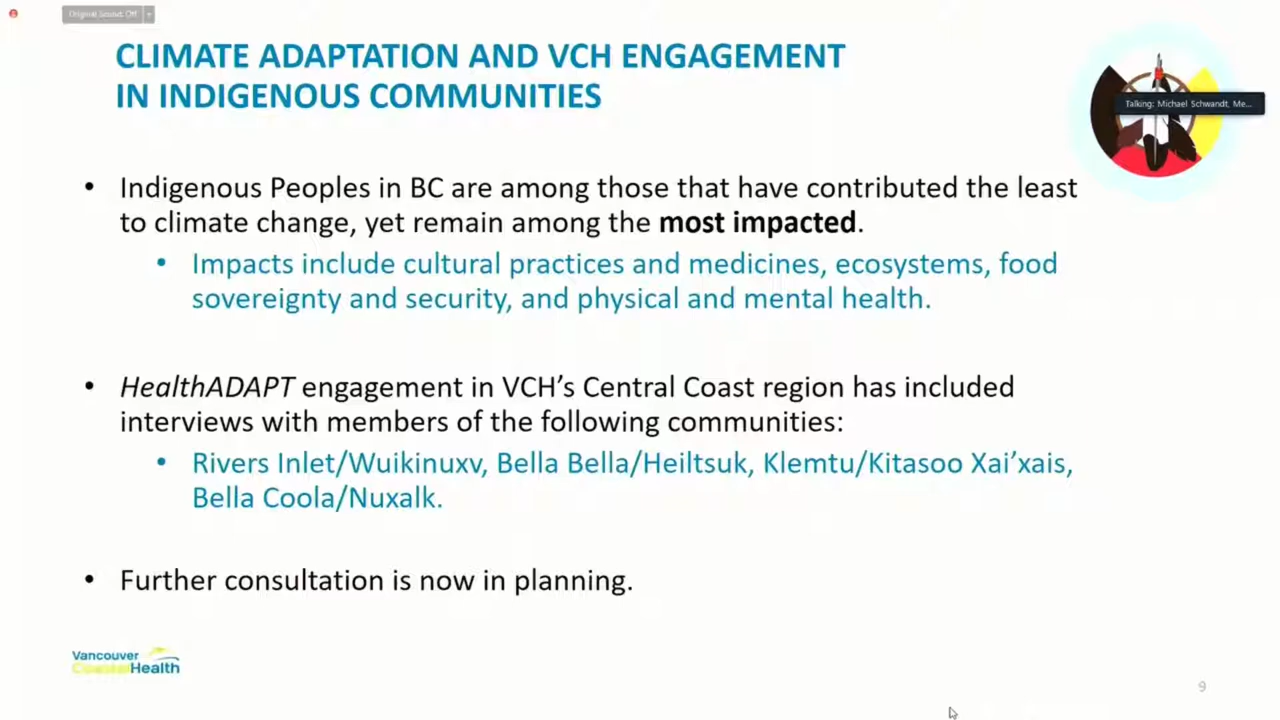 Original Sound: Off
CLIMATE ADAPTATION AND VCH ENGAGEMENT
IN INDIGENOUS COMMUNITIES
Talking: Michael Schwandt, Me...
• Indigenous Peoples in BC are among those that have contributed the least
to climate change, yet remain among the most impacted.
• Impacts include cultural practices and medicines, ecosystems, food
sovereignty and security, and physical and mental health.
• HealthADAPT engagement in VCH's Central Coast region has included
interviews with members of the following communities:
• Rivers Inlet/Wuikinuxv, Bella Bella/Heiltsuk, Klemtu/Kitasoo Xai'xais,
Bella Coola/Nuxalk.
• Further consultation is now in planning.
Vancouver
CoastalHealth
9